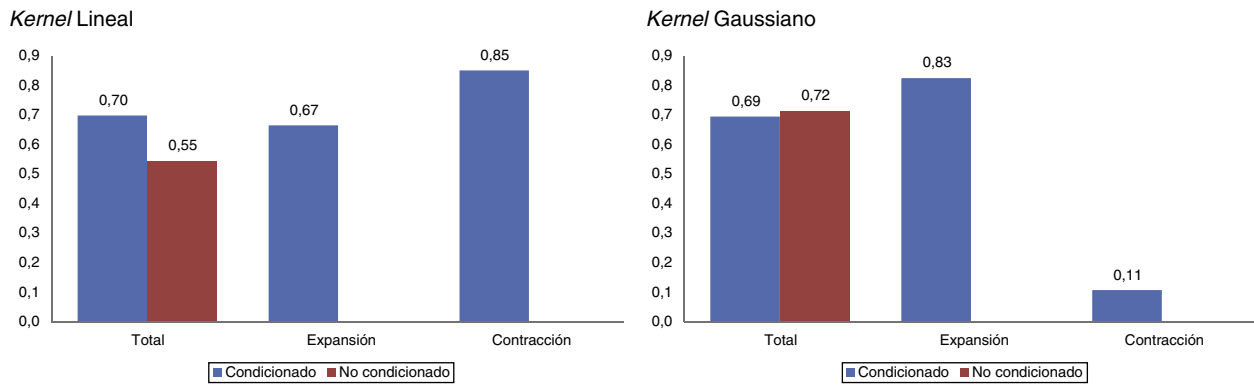 Kernel Lineal
0,9
0,8
0,7
0,6
0,5
0,4
0,3
0,2
0,1
0,0
0,70
0,55
0,67
0,85
Total
Expansión
Contracción
Condicionado
No condicionado
Kernel Gaussiano
0,9
0,8
0,7
0,6
0,5
0,4
0,3
0,2
0,1
0,0
0,69
0,72
0,83
0,11
Total
Expansión
Contracción
Condicionado
No condicionado